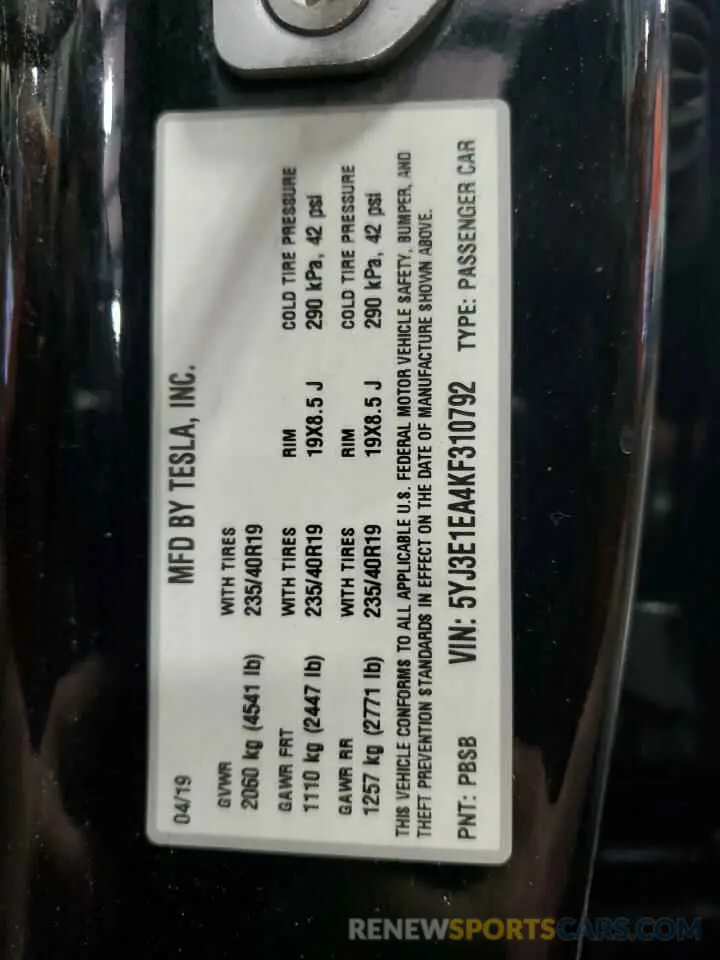 04/19 MFD BY TESLA, INC.
GVWR WITH TIRES
2060 kg (4541 lb) 235/40R19
GAWR FRT WITH TIRES RIM COLD TIRE PRESSURE
1110 kg (2447 lb) 235/40R19 19X8.5 J 290 kPa, 42 psi
GAWR RR WITH TIRES RIM COLD TIRE PRESSURE
1257 kg (2771 lb) 235/40R19 19X8.5 J 290 kPa, 42 psi
THIS VEHICLE CONFORMS TO ALL APPLICABLE U.S. FEDERAL MOTOR VEHICLE SAFETY, BUMPER, AND
THEFT PREVENTION STANDARDS IN EFFECT ON THE DATE OF MANUFACTURE SHOWN ABOVE.
PNT: PBSB VIN: 5YJ3E1EA4KF310792 TYPE: PASSENGER CAR
RENEWSPORTSCARS.COM